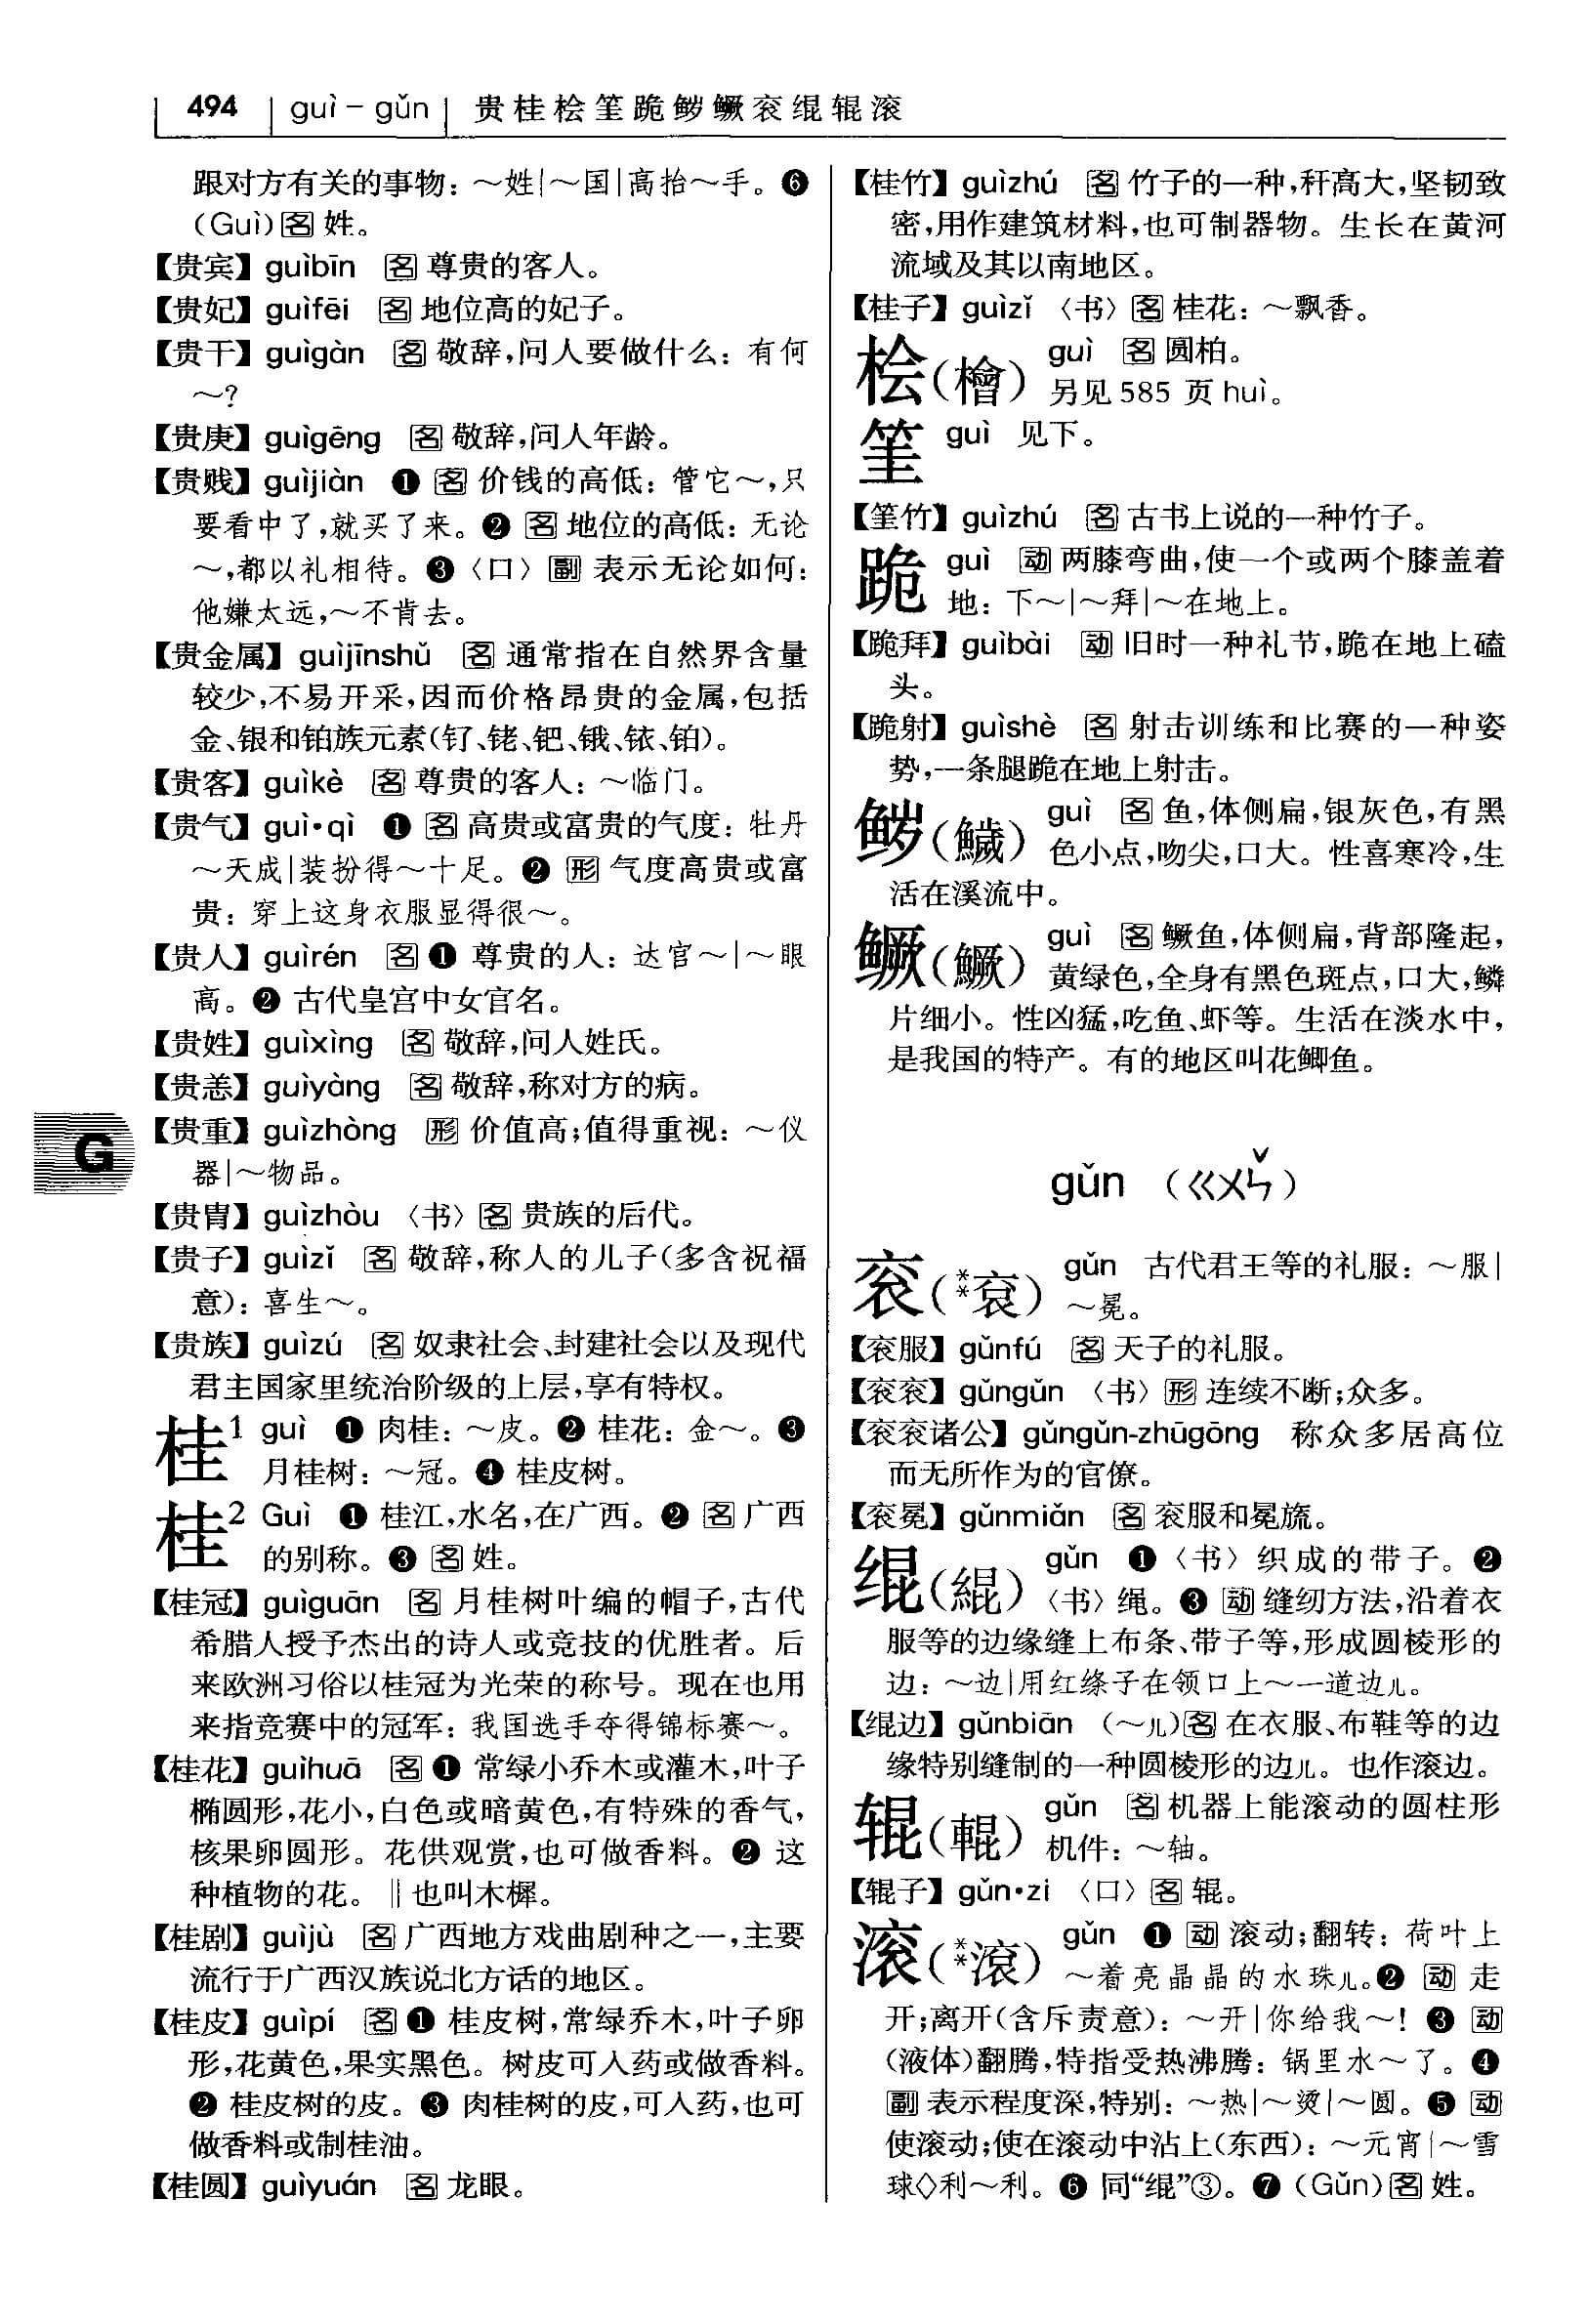 494 guì－gǔn 贵桂桧筀跪鲹鳜衮绲辊滚
跟对方有关的事物：～姓|～国|高抬～手。❻
(Guì)名 姓。
【贵宾】guìbīn 名 尊贵的客人。
【贵妃】guìfēi 名 地位高的妃子。
【贵干】guìgàn 名 敬辞，问人要做什么：有何
～?
【贵庚】guìgēng 名 敬辞，问人年龄。
【贵贱】guìjiàn ❶ 名 价钱的高低：管它～，只
要看中了，就买了来。❷ 名 地位的高低：无论
～，都以礼相待。❸〈口〉副 表示无论如何：
他嫌太远，～不肯去。
【贵金属】guìjīnshǔ 名 通常指在自然界含量
较少，不易开采，因而价格昂贵的金属，包括
金、银和铂族元素(钌、铑、钯、锇、铱、铂)。
【贵客】guìkè 名 尊贵的客人：～临门。
【贵气】guì•qì ❶ 名 高贵或富贵的气度：牡丹
～天成|装扮得～十足。❷ 形 气度高贵或富
贵：穿上这身衣服显得很～。
【贵人】guìrén 名 ❶ 尊贵的人：达官～|～眼
高。❷ 古代皇宫中女官名。
【贵姓】guìxìng 名 敬辞，问人姓氏。
【贵恙】guìyàng 名 敬辞，称对方的病。
【贵重】guìzhòng 形 价值高；值得重视：～仪
器|～物品。
【贵胄】guìzhòu〈书〉名 贵族的后代。
【贵子】guìzǐ 名 敬辞，称人的儿子(多含祝福
意)：喜生～。
【贵族】guìzú 名 奴隶社会、封建社会以及现代
君主国家里统治阶级的上层，享有特权。
桂1 guì ❶ 肉桂：～皮。❷ 桂花：金～。❸
月桂树：～冠。❹ 桂皮树。
桂2 Guì ❶ 桂江，水名，在广西。❷ 名 广西
的别称。❸ 名 姓。
【桂冠】guìguān 名 月桂树叶编的帽子，古代
希腊人授予杰出的诗人或竞技的优胜者。后
来欧洲习俗以桂冠为光荣的称号。现在也用
来指竞赛中的冠军：我国选手夺得锦标赛～。
【桂花】guìhuā 名 ❶ 常绿小乔木或灌木，叶子
椭圆形，花小，白色或暗黄色，有特殊的香气，
核果卵圆形。花供观赏，也可做香料。❷ 这
种植物的花。‖也叫木樨。
【桂剧】guìjù 名 广西地方戏曲剧种之一，主要
流行于广西汉族说北方话的地区。
【桂皮】guìpí 名 ❶ 桂皮树，常绿乔木，叶子卵
形，花黄色，果实黑色。树皮可入药或做香料。
❷ 桂皮树的皮。❸ 肉桂树的皮，可入药，也可
做香料或制桂油。
【桂圆】guìyuán 名 龙眼。
G
【桂竹】guìzhú 名 竹子的一种，秆高大，坚韧致
密，用作建筑材料，也可制器物。生长在黄河
流域及其以南地区。
【桂子】guìzǐ〈书〉名 桂花：～飘香。
桧(檜) guì 名 圆柏。
另见 585 页 huì。
筀 guì 见下。
【筀竹】guìzhú 名 古书上说的一种竹子。
跪 guì 动 两膝弯曲，使一个或两个膝盖着
地：下～|～拜|～在地上。
【跪拜】guìbài 动 旧时一种礼节，跪在地上磕
头。
【跪射】guìshè 名 射击训练和比赛的一种姿
势，一条腿跪在地上射击。
(鱥) guì 名 鱼，体侧扁，银灰色，有黑
色小点，吻尖，口大。性喜寒冷，生
活在溪流中。
鳜(鱖) guì 名 鳜鱼，体侧扁，背部隆起，
黄绿色，全身有黑色斑点，口大，鳞
片细小。性凶猛，吃鱼、虾等。生活在淡水中，
是我国的特产。有的地区叫花鲫鱼。
gǔn （ㄍㄨㄣˇ）
衮(**袞) gǔn 古代君王等的礼服：～服|
～冕。
【衮服】gǔnfú 名 天子的礼服。
【衮衮】gǔngǔn〈书〉形 连续不断；众多。
【衮衮诸公】gǔngǔn-zhūgōng 称众多居高位
而无所作为的官僚。
【衮冕】gǔnmiǎn 名 衮服和冕旒。
绲(緄) gǔn ❶〈书〉织成的带子。❷
〈书〉绳。❸ 动 缝纫方法，沿着衣
服等的边缘缝上布条、带子等，形成圆棱形的
边：～边|用红绦子在领口上～一道边儿。
【绲边】gǔnbiān （～儿）名 在衣服、布鞋等的边
缘特别缝制的一种圆棱形的边儿。也作滚边。
辊(輥) gǔn 名 机器上能滚动的圆柱形
机件：～轴。
【辊子】gǔn•zi〈口〉名 辊。
滚(**滾) gǔn ❶ 动 滚动；翻转：荷叶上
～着亮晶晶的水珠儿。❷ 动 走
开；离开(含斥责意)：～开|你给我～！❸ 动
(液体)翻腾，特指受热沸腾：锅里水～了。❹
副 表示程度深，特别：～热|～烫|～圆。❺ 动
使滚动；使在滚动中沾上(东西)：～元宵|～雪
球◇利～利。❻ 同“绲”③。❼ (Gǔn)名 姓。